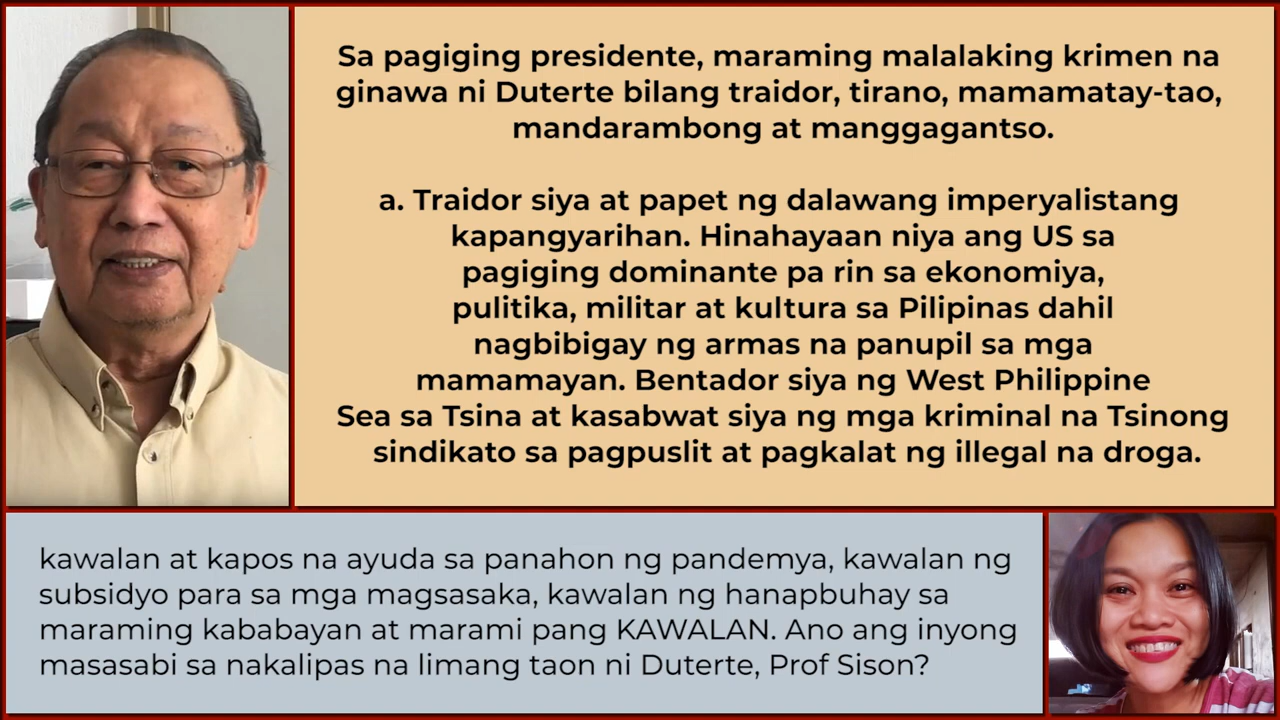 Sa pagiging presidente, maraming malalaking krimen na
ginawa ni Duterte bilang traidor, tirano, mamamatay-tao,
mandarambong at manggagantso.
a. Traidor siya at papet ng dalawang imperyalistang
kapangyarihan. Hinahayaan niya ang US sa
pagiging dominante pa rin sa ekonomiya,
pulitika, militar at kultura sa Pilipinas dahil
nagbibigay ng armas na panupil sa mga
mamamayan. Bentador siya ng West Philippine
Sea sa Tsina at kasabwat siya ng mga kriminal na Tsinong
sindikato sa pagpuslit at pagkalat ng illegal na droga.
kawalan at kapos na ayuda sa panahon ng pandemya, kawalan ng
subsidyo para sa mga magsasaka, kawalan ng hanapbuhay sa
maraming kababayan at marami pang KAWALAN. Ano ang inyong
masasabi sa nakalipas na limang taon ni Duterte, Prof Sison?